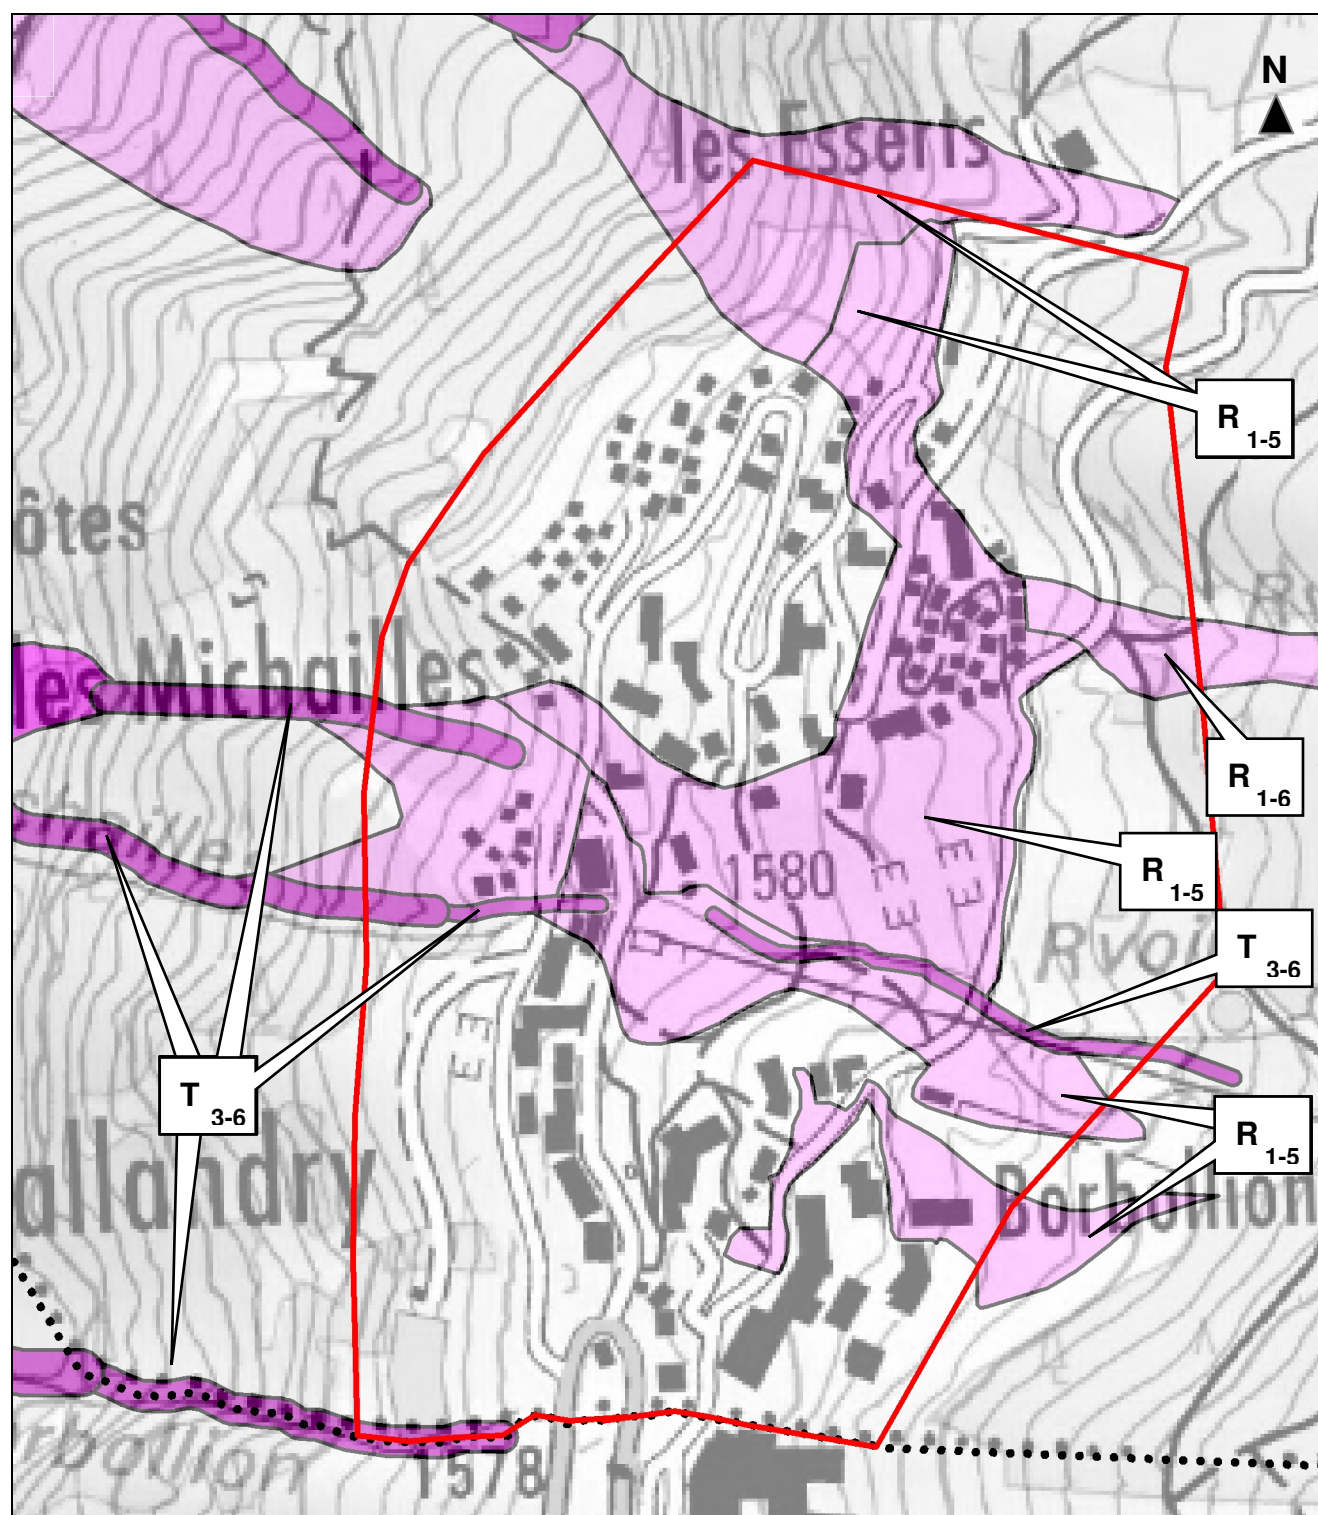 N
les Esserts
R 1-5
ôtes
les Michailles
R 1-6
1580
R 1-5
T 3-6
T 3-6
R 1-5
allandry
Borbollion
1578